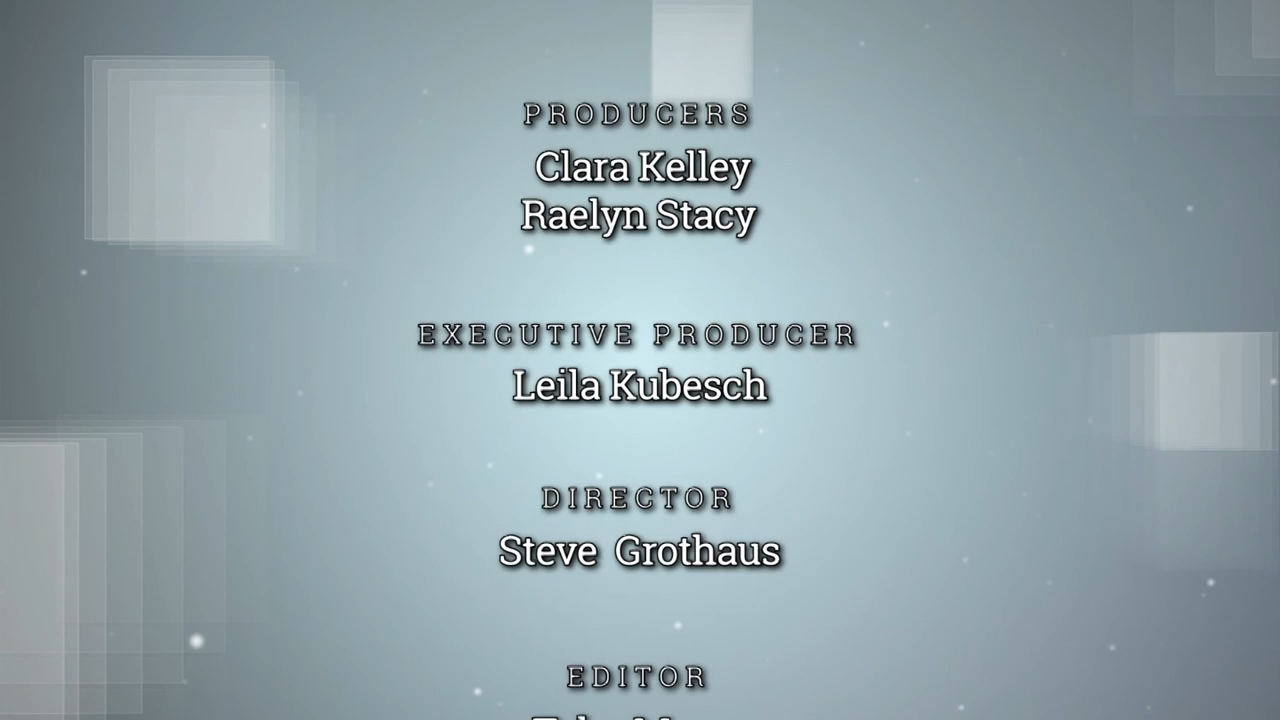 PRODUCERS
Clara Kelley
Raelyn Stacy
EXECUTIVE PRODUCER
Leila Kubesch
DIRECTOR
Steve Grothaus
EDITOR